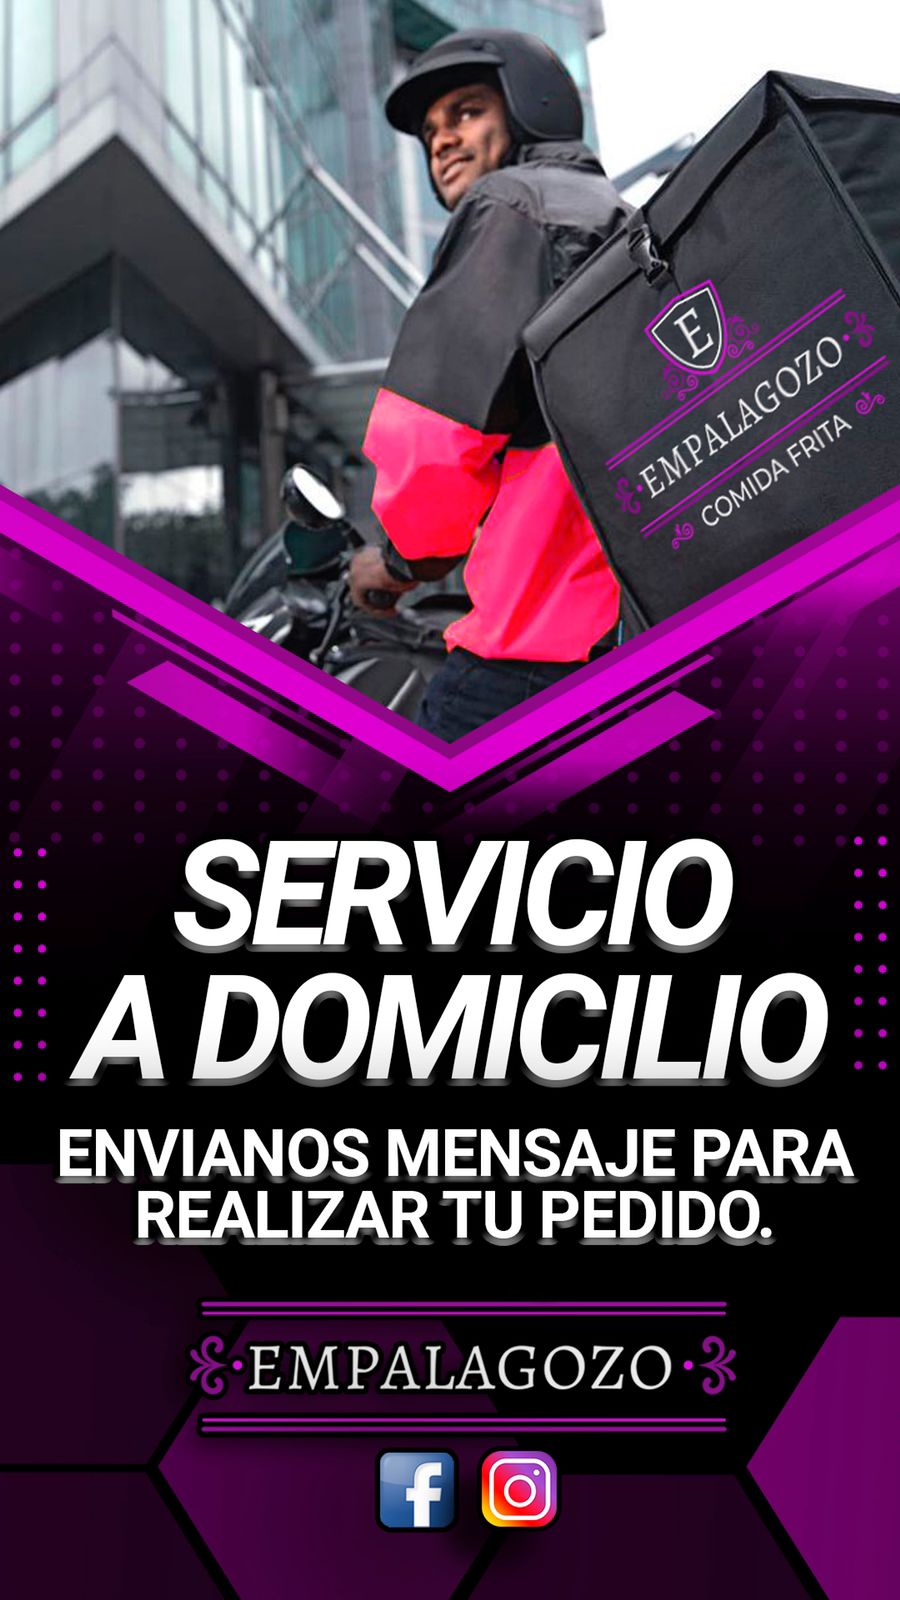 E
EMPALAGOZO
COMIDA FRITA
SERVICIO
A DOMICILIO
ENVIANOS MENSAJE PARA
REALIZAR TU PEDIDO.
EMPALAGOZO